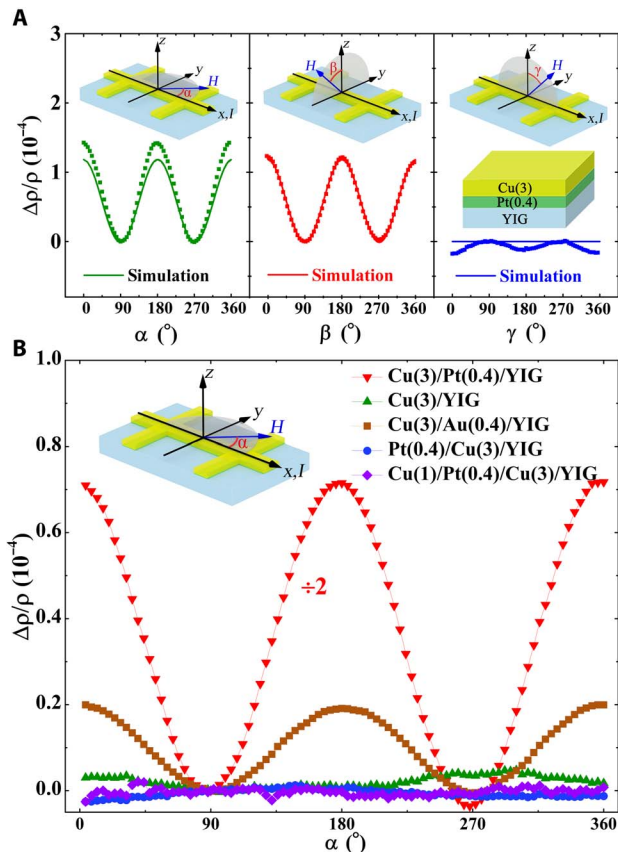 A
3
2
1
0
Δρ/ρ (10⁻⁴)
z
y
H
α
x,I
Simulation
0 90 180 270 360
α (°)
z
y
H
β
x,I
Simulation
0 90 180 270 360
β (°)
z
H
γ
y
x,I
Cu(3)
Pt(0.4)
YIG
Simulation
0 90 180 270 360
γ (°)
B
1.0
0.8
0.6
0.4
0.2
0.0
Δρ/ρ (10⁻⁴)
z
y
H
α
x,I
Cu(3)/Pt(0.4)/YIG
Cu(3)/YIG
Cu(3)/Au(0.4)/YIG
Pt(0.4)/Cu(3)/YIG
Cu(1)/Pt(0.4)/Cu(3)/YIG
÷2
0 90 180 270 360
α (°)